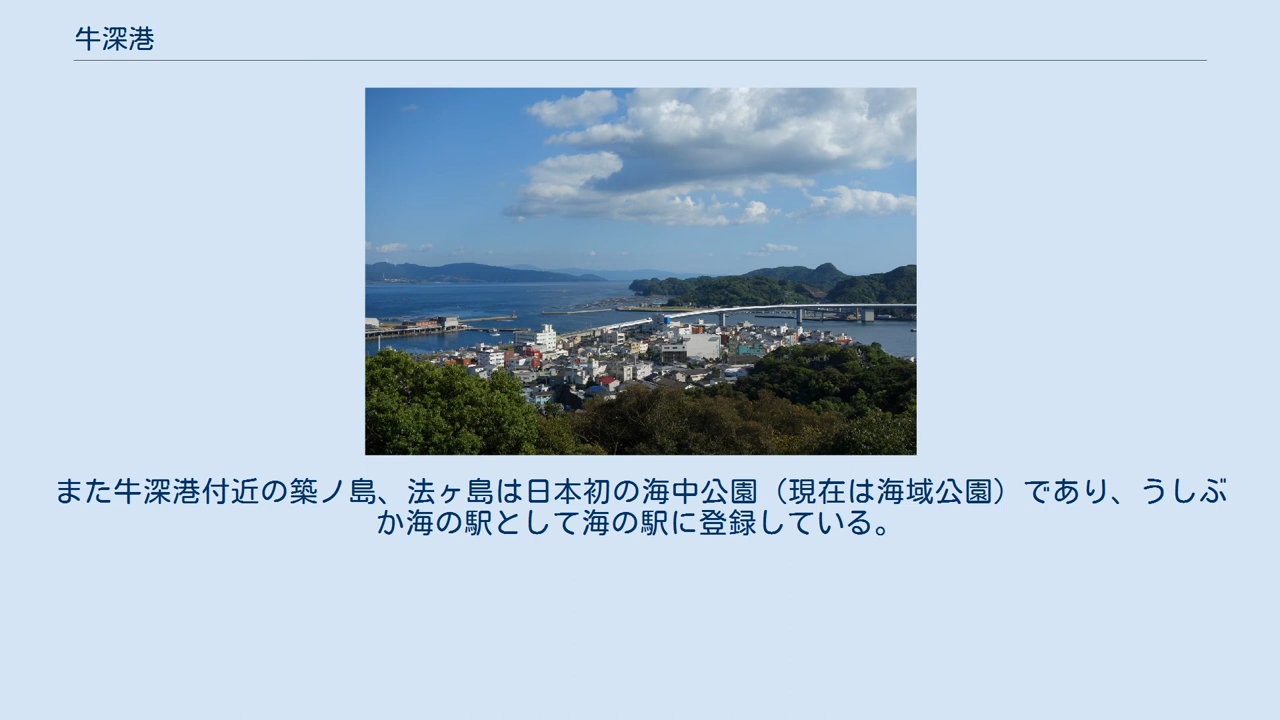 牛深港
また牛深港付近の築ノ島、法ヶ島は日本初の海中公園（現在は海域公園）であり、うしぶ
か海の駅として海の駅に登録している。